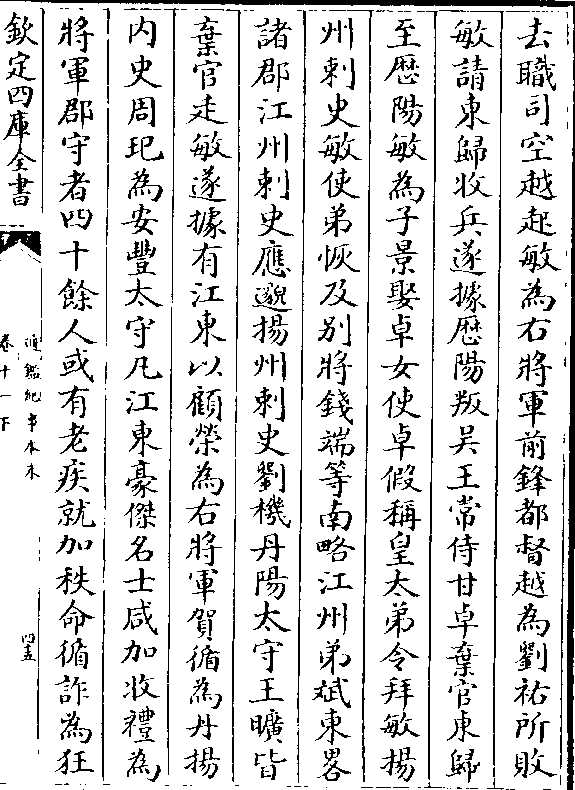 去職司空越起敏為右將軍前鋒都督越為劉祐所敗
敏請東歸收兵遂據歴陽叛吳王常侍甘卓棄官東歸
至歴陽敏為子景娶卓女使卓假稱皇太弟令拜敏揚
州刺史敏使弟恢及别將錢端等南略江州弟斌東畧
諸郡江州刺史應邈揚州刺史劉機丹陽太守王曠皆
棄官走敏遂據有江東以顧榮為右將軍賀循為丹揚
内史周玘為安豐太守凡江東豪傑名士咸加收禮為
將軍郡守者四十餘人或有老疾就加秩命循詐為狂
欽定四庫全書
通鑑紀事本末
卷十一下
四五